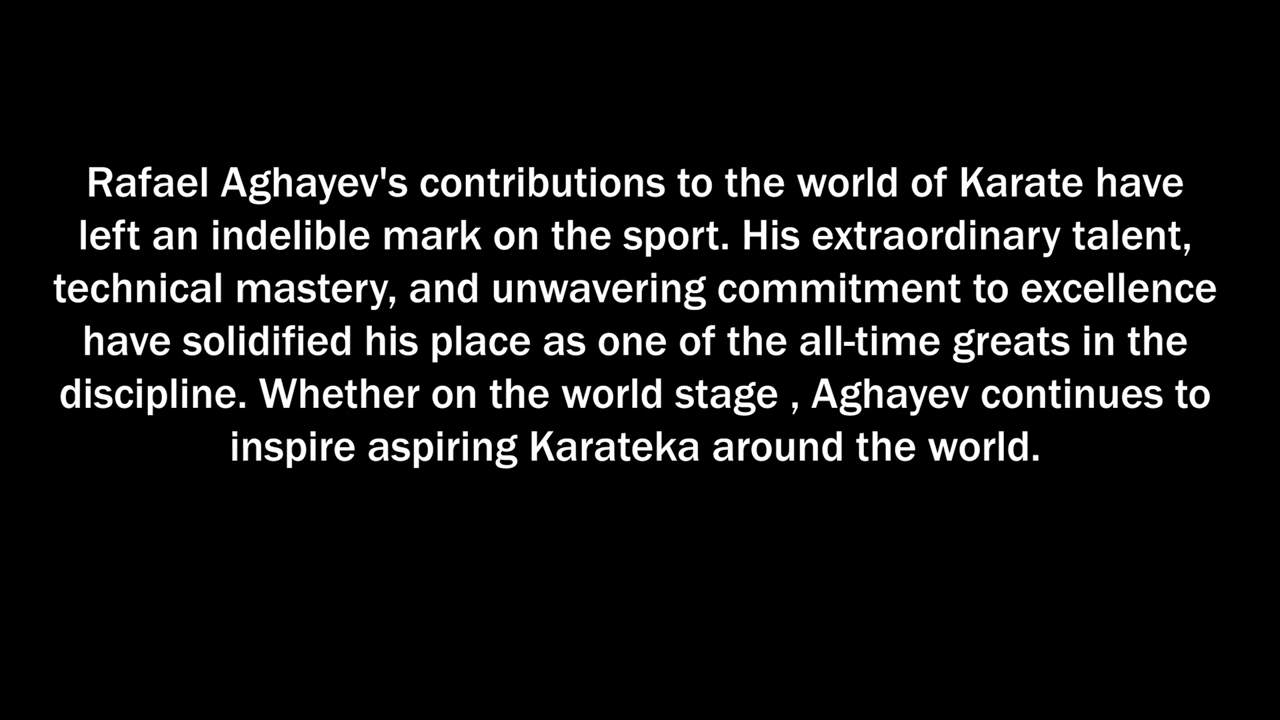 Rafael Aghayev's contributions to the world of Karate have
left an indelible mark on the sport. His extraordinary talent,
technical mastery, and unwavering commitment to excellence
have solidified his place as one of the all-time greats in the
discipline. Whether on the world stage , Aghayev continues to
inspire aspiring Karateka around the world.